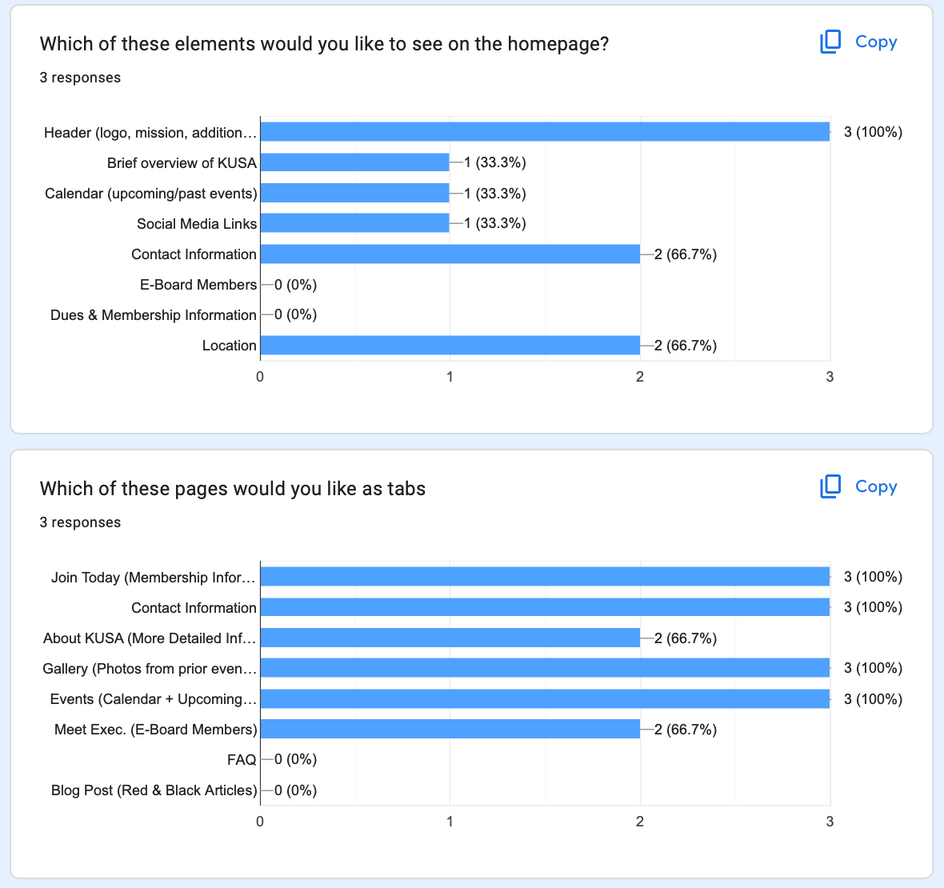 Which of these elements would you like to see on the homepage?
Copy
3 responses
Header (logo, mission, addition… 3 (100%)
Brief overview of KUSA 1 (33.3%)
Calendar (upcoming/past events) 1 (33.3%)
Social Media Links 1 (33.3%)
Contact Information 2 (66.7%)
E-Board Members 0 (0%)
Dues & Membership Information 0 (0%)
Location 2 (66.7%)
0 1 2 3
Which of these pages would you like as tabs
Copy
3 responses
Join Today (Membership Infor… 3 (100%)
Contact Information 3 (100%)
About KUSA (More Detailed Inf… 2 (66.7%)
Gallery (Photos from prior even… 3 (100%)
Events (Calendar + Upcoming… 3 (100%)
Meet Exec. (E-Board Members) 2 (66.7%)
FAQ 0 (0%)
Blog Post (Red & Black Articles) 0 (0%)
0 1 2 3